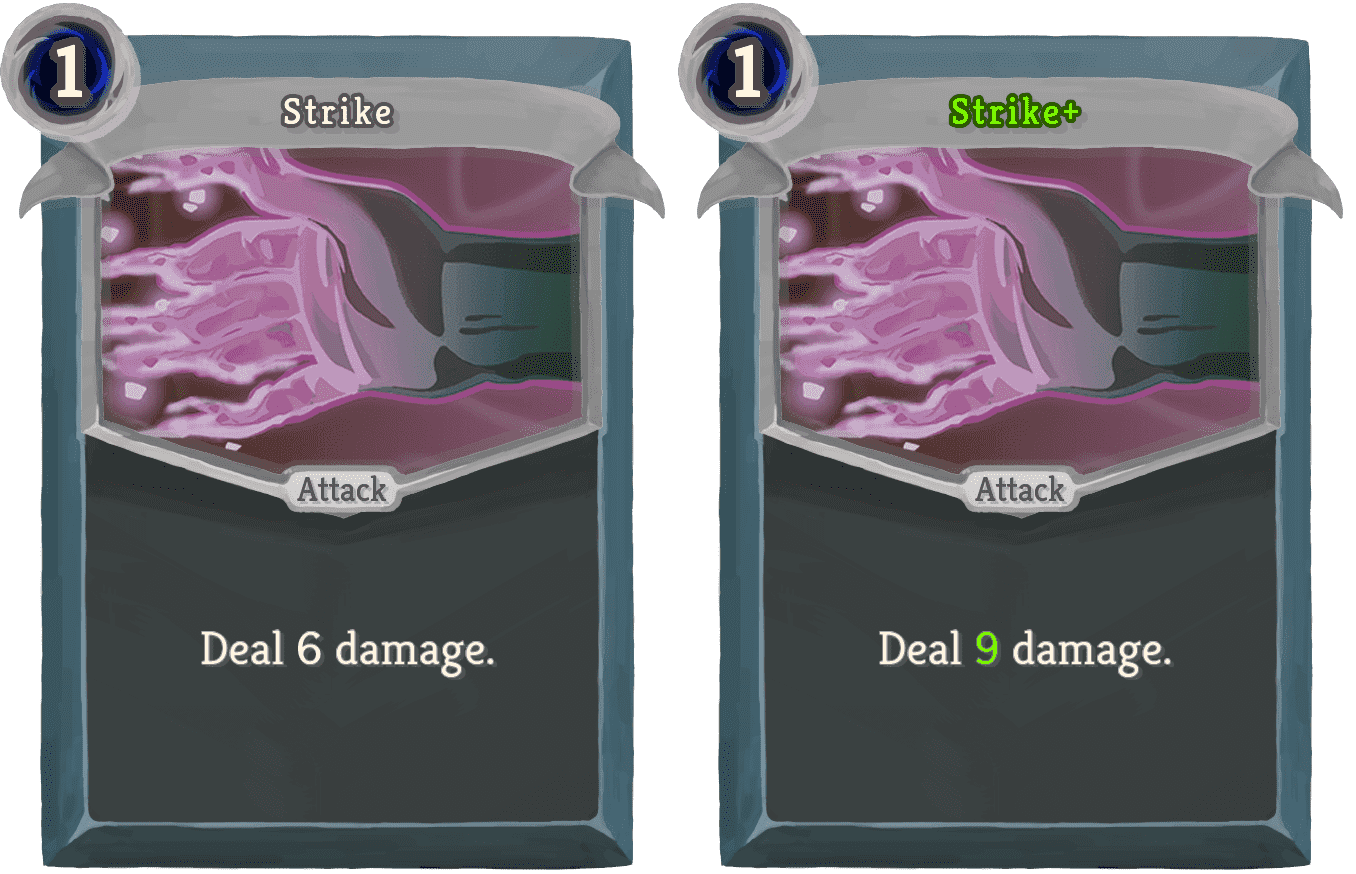 1
Strike
Attack
Deal 6 damage.
1
Strike+
Attack
Deal 9 damage.